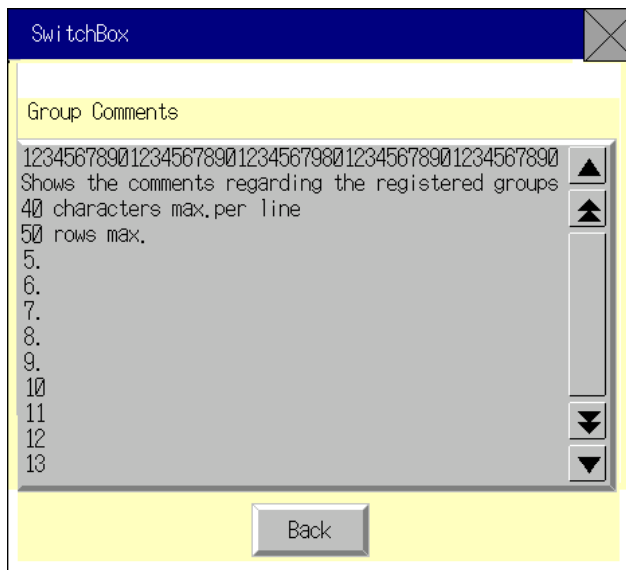 SwitchBox
Group Comments
12345678901234567890123456798012345678901234567890
Shows the comments regarding the registered groups
40 characters max.per line
50 rows max.
5.
6.
7.
8.
9.
10
11
12
13
Back